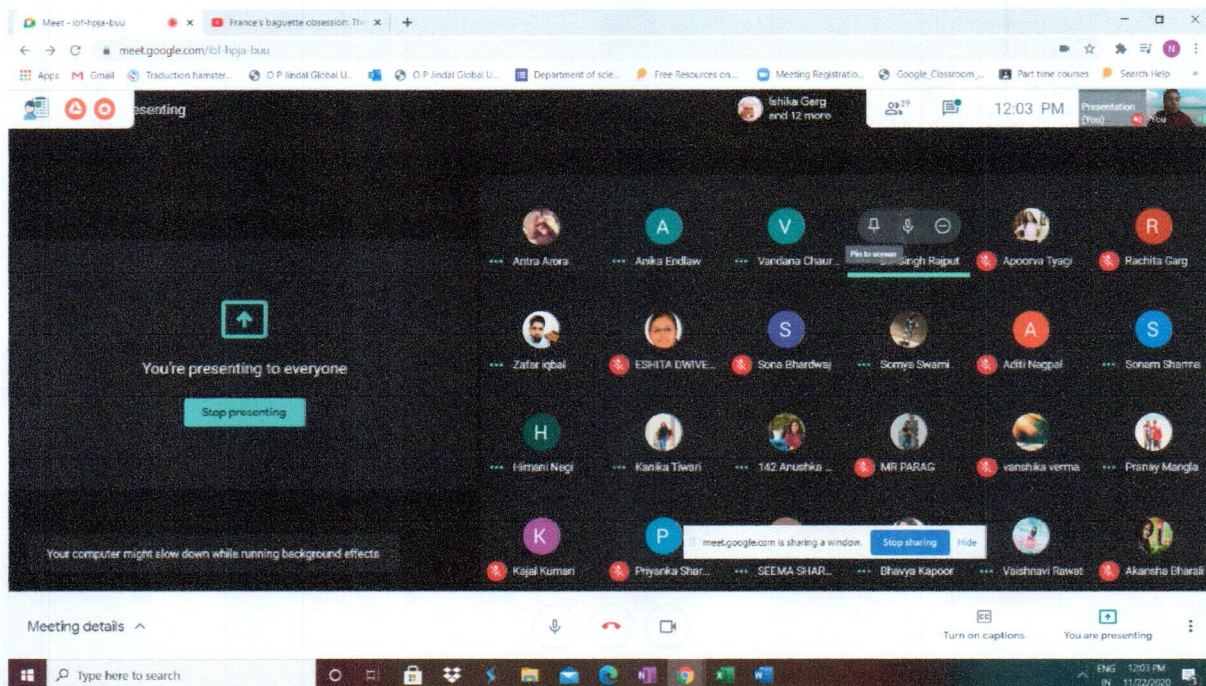 Meet - ibf-hpja-buu
France's baguette obsession: Th
meet.google.com/ibf-hpja-buu
N
Apps Gmail Traduction hamster... O P Jindal Global U... O P Jindal Global U... Department of scie... Free Resources on... Meeting Registratio... Google_Classroom_... Part time courses Search Help »
esenting
Ishika Garg
and 12 more
39
12:03 PM
Presentation
(You)
You
A V R
Pin to screen
Antra Arora Anika Endlaw Vandana Chaur... Singh Rajput Apoorva Tyagi Rachita Garg
You're presenting to everyone
Stop presenting
S A S
Zafar iqbal ESHITA DWIVE... Sona Bhardwaj Somya Swami Aditi Nagpal Sonam Sharma
H
Himani Negi Kanika Tiwari 142 Anushka ... MR PARAG vanshika verma Pranay Mangla
K P
meet.google.com is sharing a window. Stop sharing Hide
Your computer might slow down while running background effects
Kajal Kumari Priyanka Shar... SEEMA SHAR... Bhavya Kapoor Vaishnavi Rawat Akansha Bharali
Meeting details
Turn on captions
You are presenting
Type here to search
ENG 12:03 PM
IN 11/22/2020